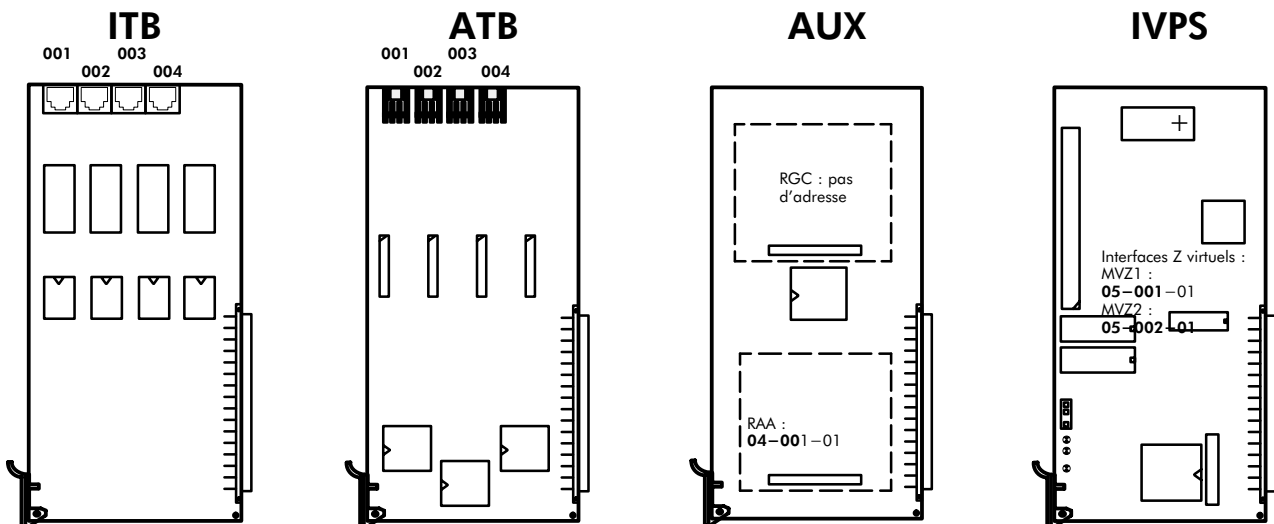 ITB
001
003
002
004
ATB
001
003
002
004
AUX
RGC : pas
d'adresse
RAA :
04–001–01
IVPS
Interfaces Z virtuels :
MVZ1 :
05–001–01
MVZ2 :
05–002–01